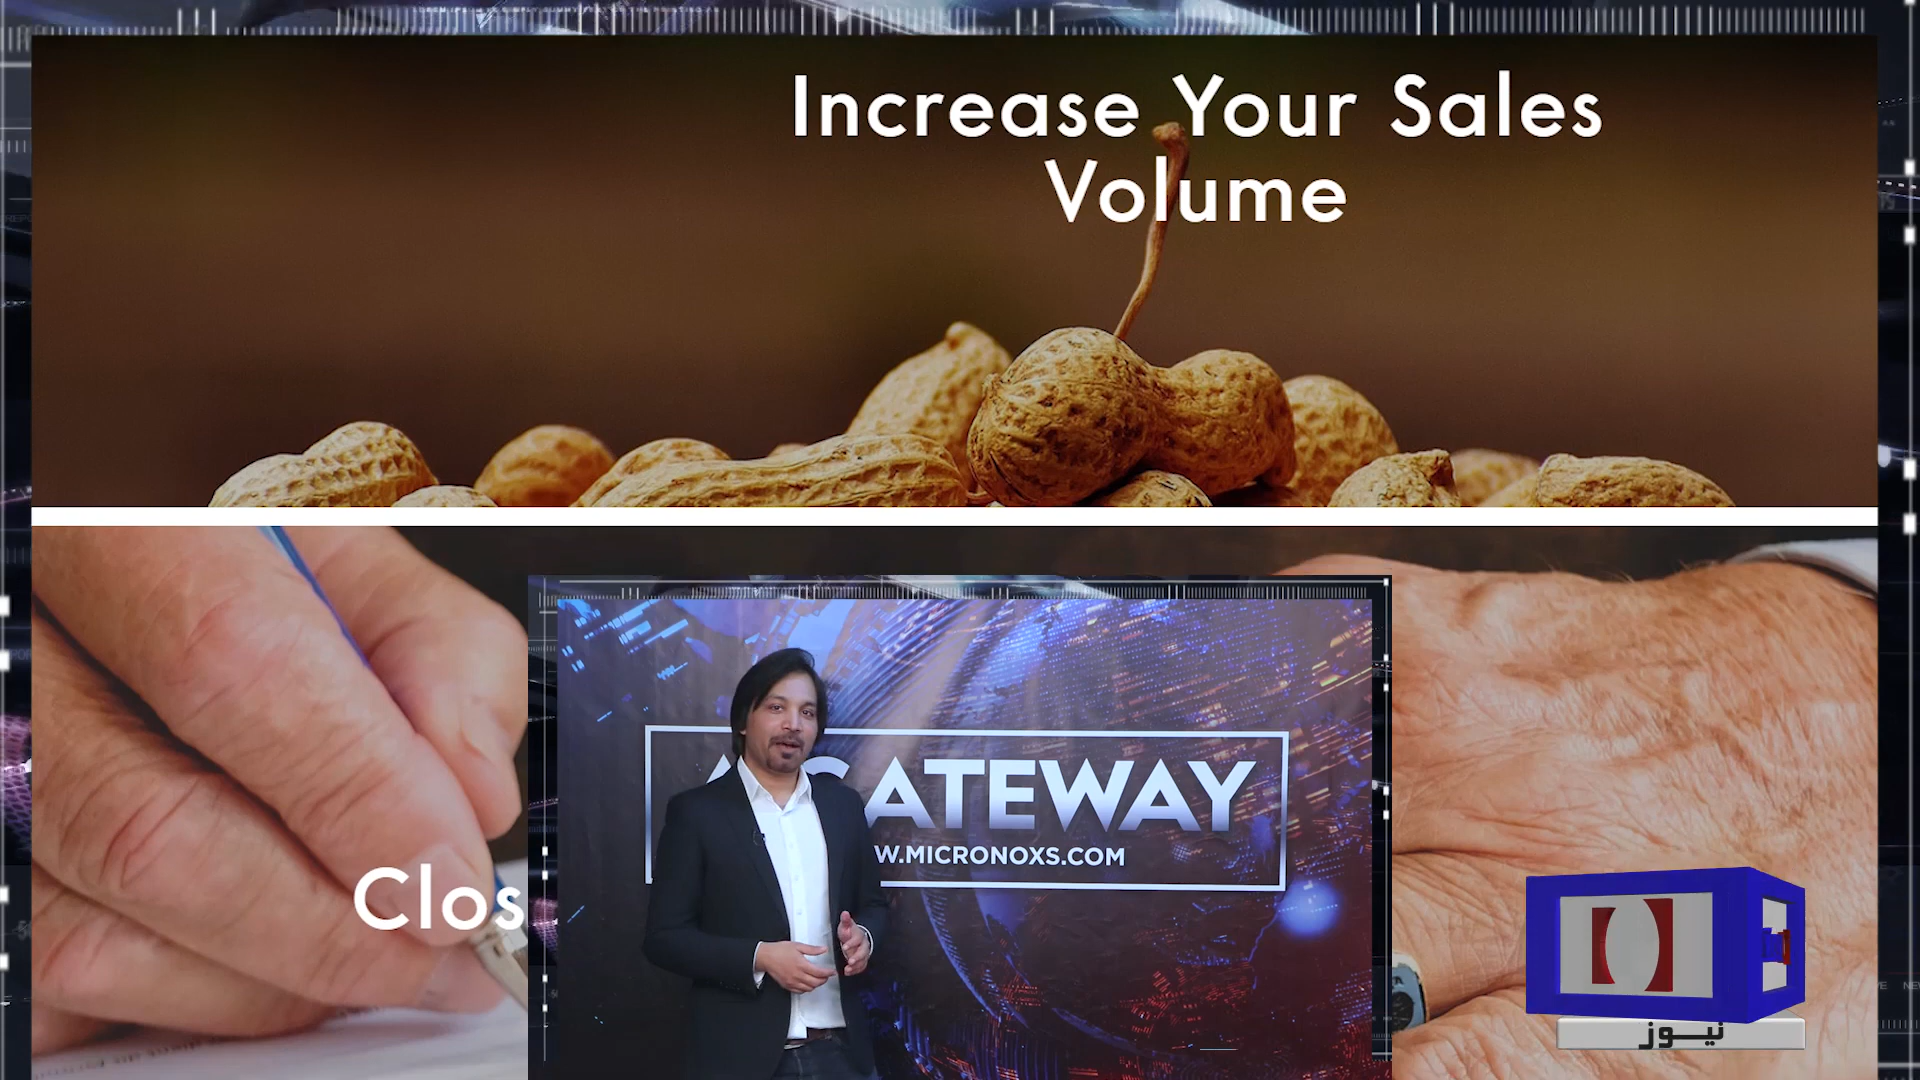 Increase Your Sales
Volume
ATEWAY
W.MICRONOXS.COM
Clos
نیوز